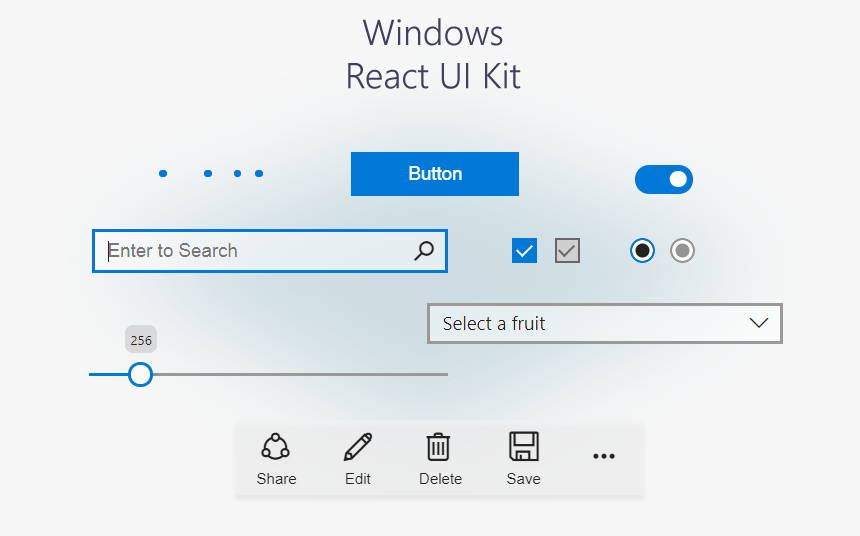 Windows
React UI Kit
Button
Enter to Search
Select a fruit
256
Share
Edit
Delete
Save